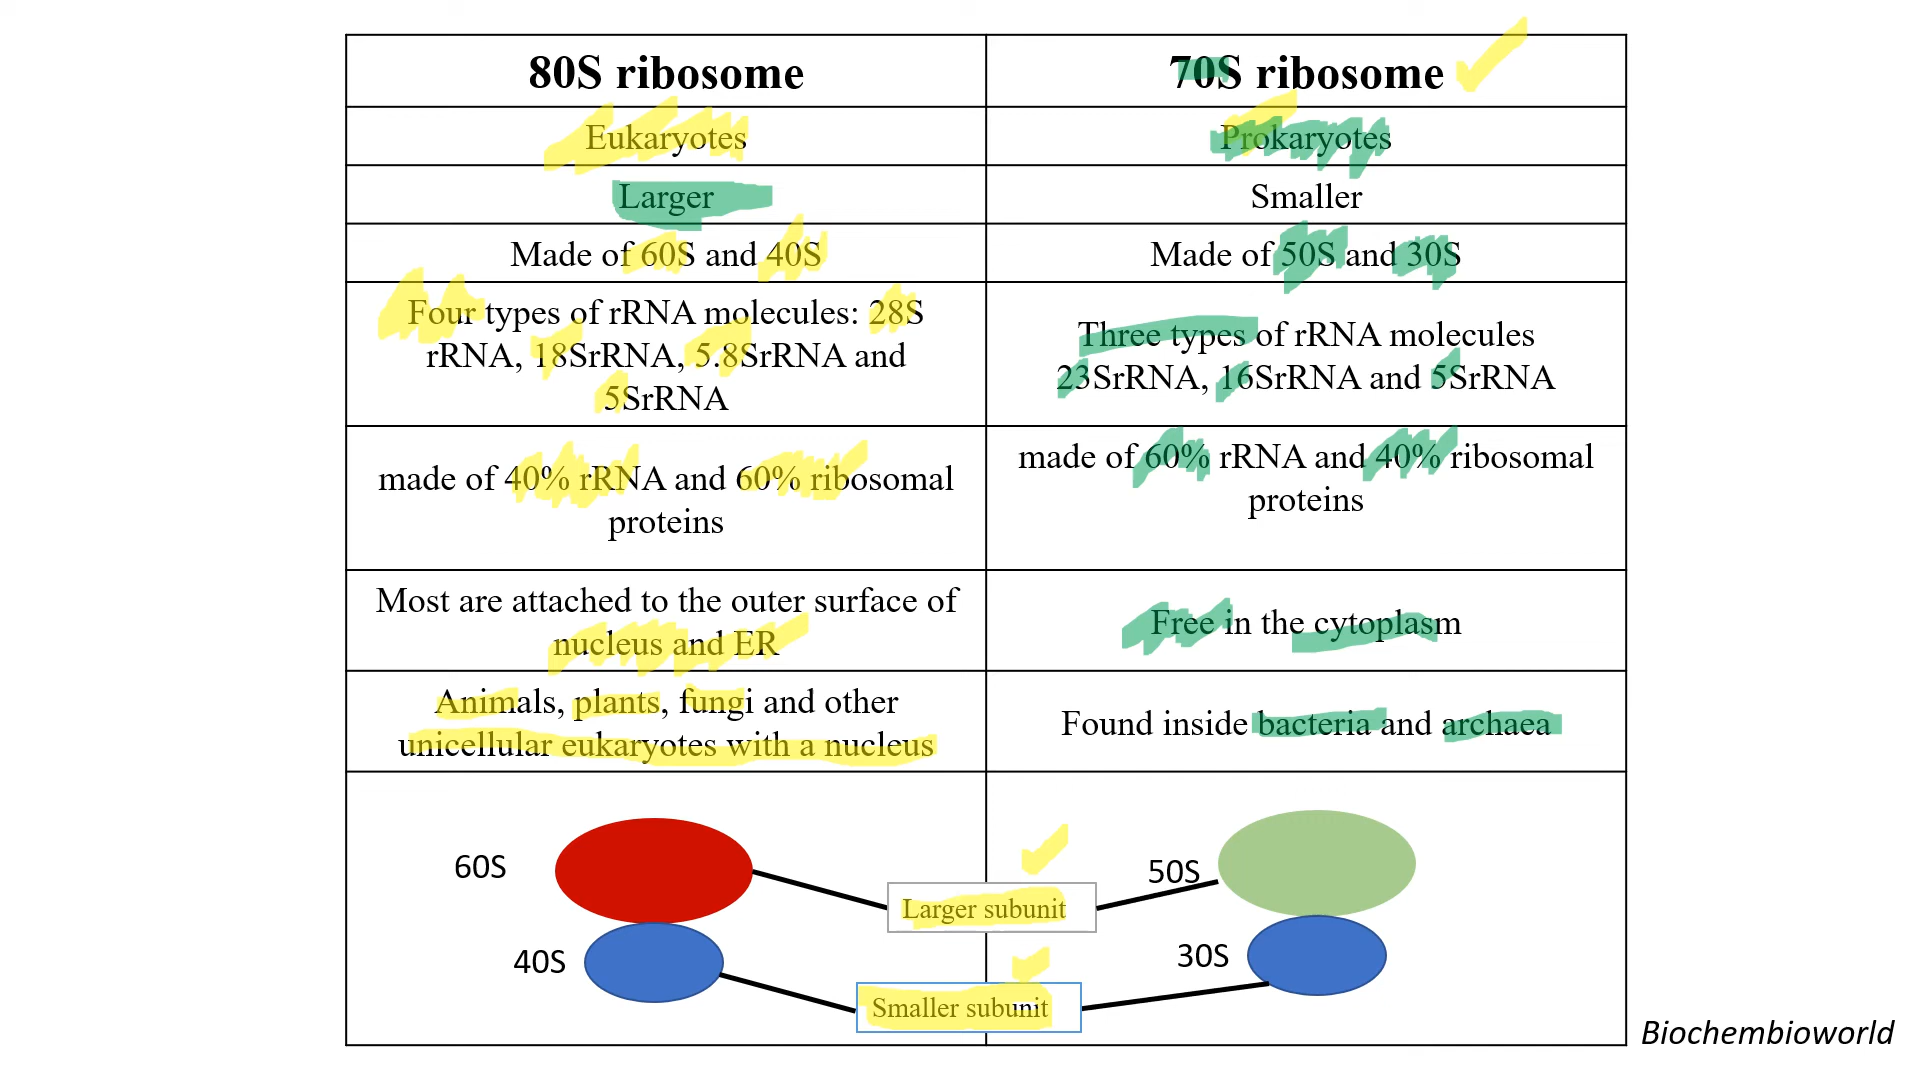 80S ribosome
70S ribosome
Eukaryotes
Prokaryotes
Larger
Smaller
Made of 60S and 40S
Made of 50S and 30S
Four types of rRNA molecules: 28S
rRNA, 18SrRNA, 5.8SrRNA and
5SrRNA
Three types of rRNA molecules
23SrRNA, 16SrRNA and 5SrRNA
made of 40% rRNA and 60% ribosomal
proteins
made of 60% rRNA and 40% ribosomal
proteins
Most are attached to the outer surface of
nucleus and ER
Free in the cytoplasm
Animals, plants, fungi and other
unicellular eukaryotes with a nucleus
Found inside bacteria and archaea
60S
50S
Larger subunit
40S
30S
Smaller subunit
Biochembioworld